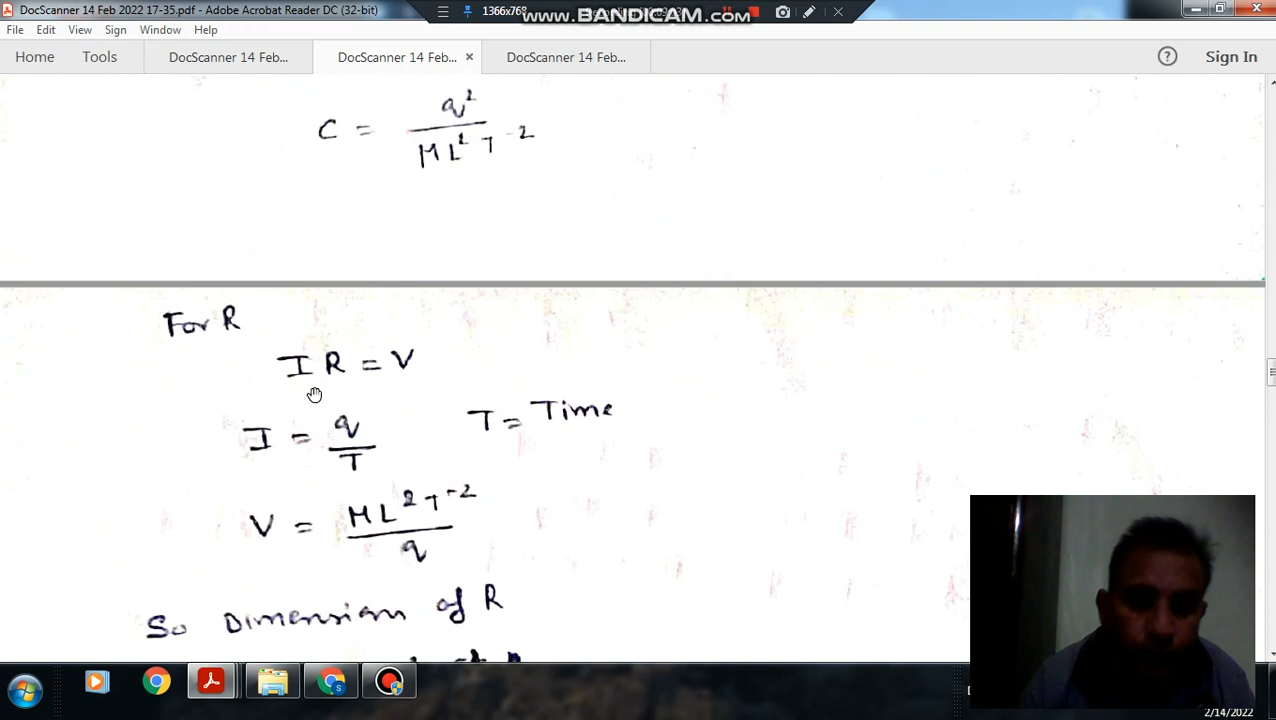 DocScanner 14 Feb 2022 17-35.pdf - Adobe Acrobat Reader DC (32-bit)
1366x768
www.BANDICAM.com
File Edit View Sign Window Help
Home Tools DocScanner 14 Feb... DocScanner 14 Feb... × DocScanner 14 Feb... ? Sign In
C = q² / ML²T⁻²
For R
I R = V
I = q / T T = Time
V = ML²T⁻² / q
So Dimension of R
2/14/2022